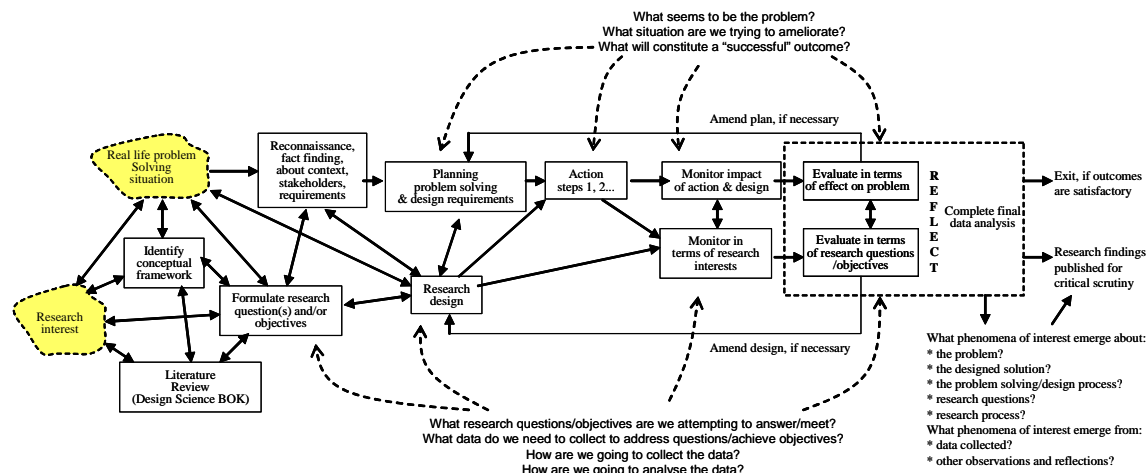 What seems to be the problem?
What situation are we trying to ameliorate?
What will constitute a “successful” outcome?
Amend plan, if necessary
Real life problem
Solving
situation
Reconnaissance,
fact finding,
about context,
stakeholders,
requirements
Planning
problem solving
& design requirements
Action
steps 1, 2...
Monitor impact
of action & design
Evaluate in terms
of effect on problem
R
E
F
L
E
C
T
Complete final
data analysis
Exit, if outcomes
are satisfactory
Identify
conceptual
framework
Monitor in
terms of research
interests
Evaluate in terms
of research questions
/objectives
Research findings
published for
critical scrutiny
Research
interest
Formulate research
question(s) and/or
objectives
Research
design
Amend design, if necessary
Literature
Review
(Design Science BOK)
What phenomena of interest emerge about:
* the problem?
* the designed solution?
* the problem solving/design process?
* research questions?
* research process?
What phenomena of interest emerge from:
* data collected?
* other observations and reflections?
What research questions/objectives are we attempting to answer/meet?
What data do we need to collect to address questions/achieve objectives?
How are we going to collect the data?
How are we going to analyse the data?